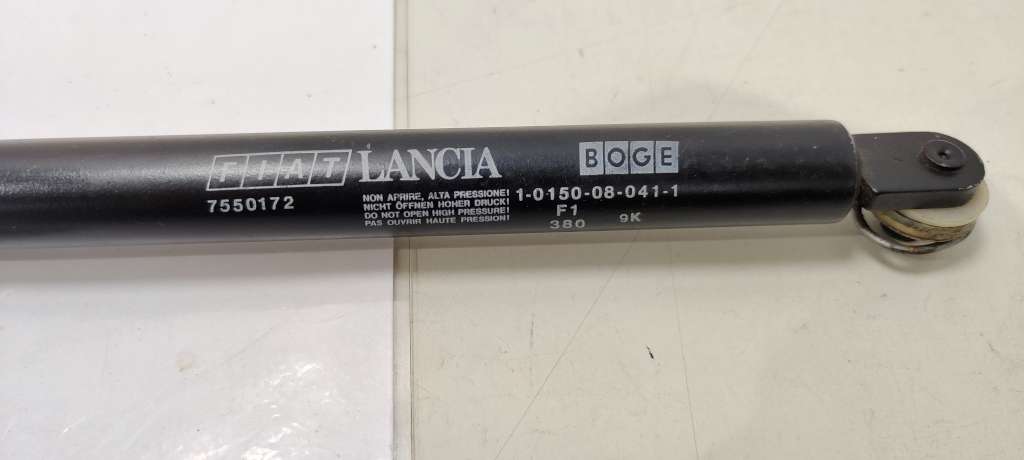 FIAT LANCIA BOGE
7550172
NON APRIRE, ALTA PRESSIONE!
NICHT ÖFFNEN HOHER DRUCK!
DO NOT OPEN HIGH PRESSURE!
PAS OUVRIR HAUTE PRESSION!
1-0150-08-041-1
F1
380 9K